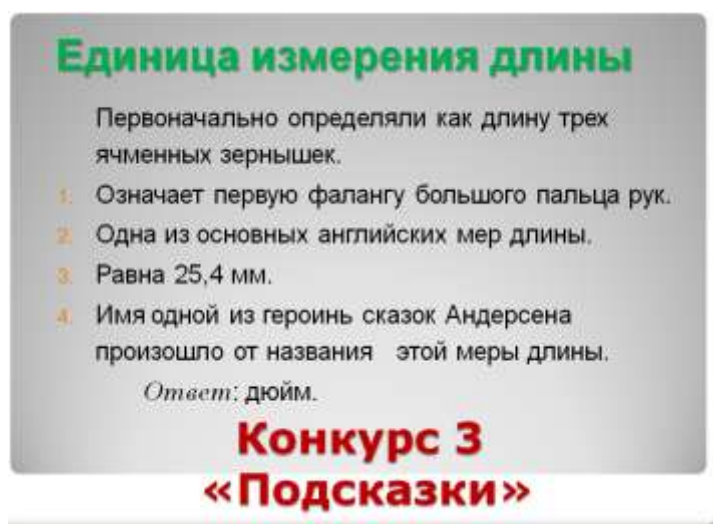 Единица измерения длины
Первоначально определяли как длину трех
ячменных зернышек.
1. Означает первую фалангу большого пальца рук.
2. Одна из основных английских мер длины.
3. Равна 25,4 мм.
4. Имя одной из героинь сказок Андерсена
произошло от названия этой меры длины.
Ответ: дюйм.
Конкурс 3
«Подсказки»